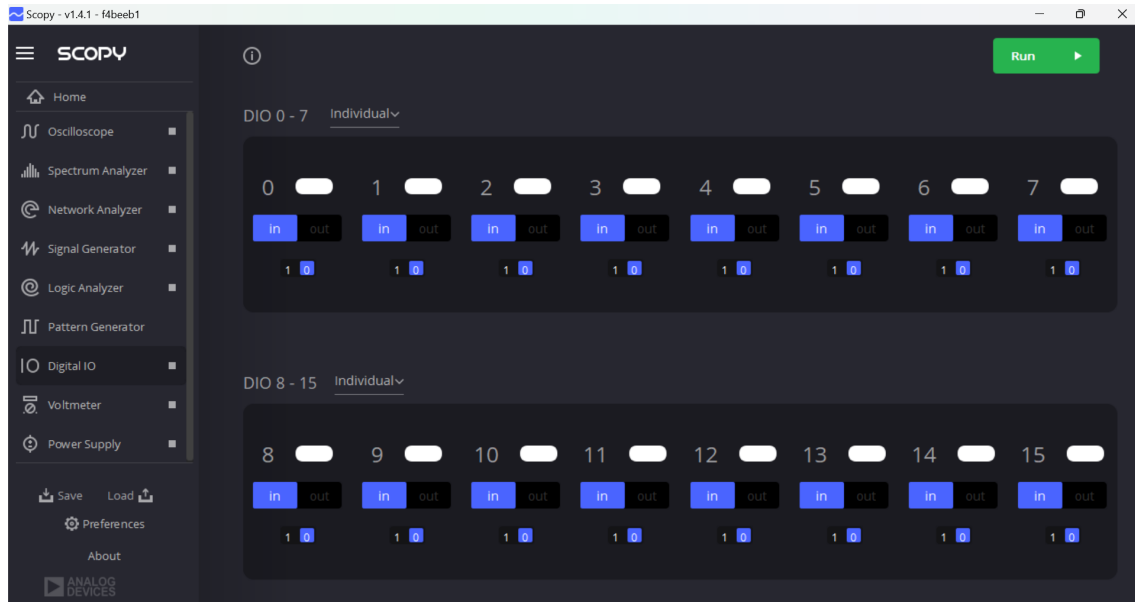 Scopy - v1.4.1 - f4beeb1
SCOPY
Run
Home
Oscilloscope
Spectrum Analyzer
Network Analyzer
Signal Generator
Logic Analyzer
Pattern Generator
Digital IO
Voltmeter
Power Supply
Save Load
Preferences
About
ANALOG
DEVICES
DIO 0 - 7 Individual
0 1 2 3 4 5 6 7
in out in out in out in out in out in out in out in out
1 0 1 0 1 0 1 0 1 0 1 0 1 0 1 0
DIO 8 - 15 Individual
8 9 10 11 12 13 14 15
in out in out in out in out in out in out in out in out
1 0 1 0 1 0 1 0 1 0 1 0 1 0 1 0